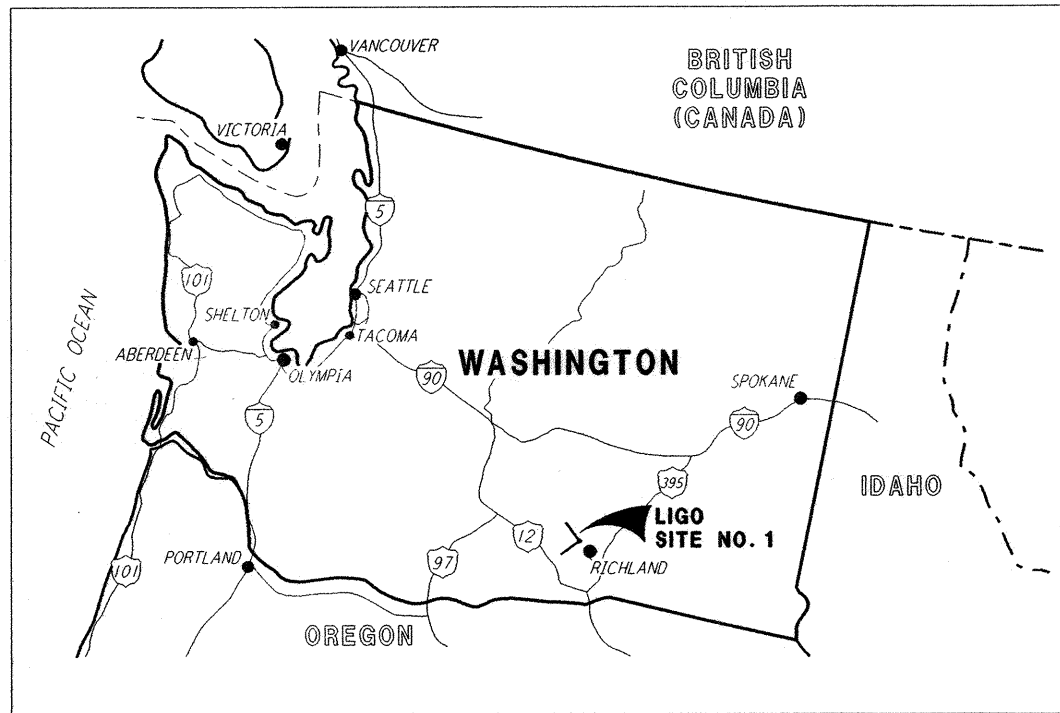 VANCOUVER
BRITISH
COLUMBIA
(CANADA)
VICTORIA
5
101
SEATTLE
SHELTON
TACOMA
ABERDEEN
OLYMPiA
PACIFIC OCEAN
WASHINGTON
90
SPOKANE
5
90
395
IDAHO
LIGO
SITE NO. 1
12
RICHLAND
PORTLAND
97
101
OREGON